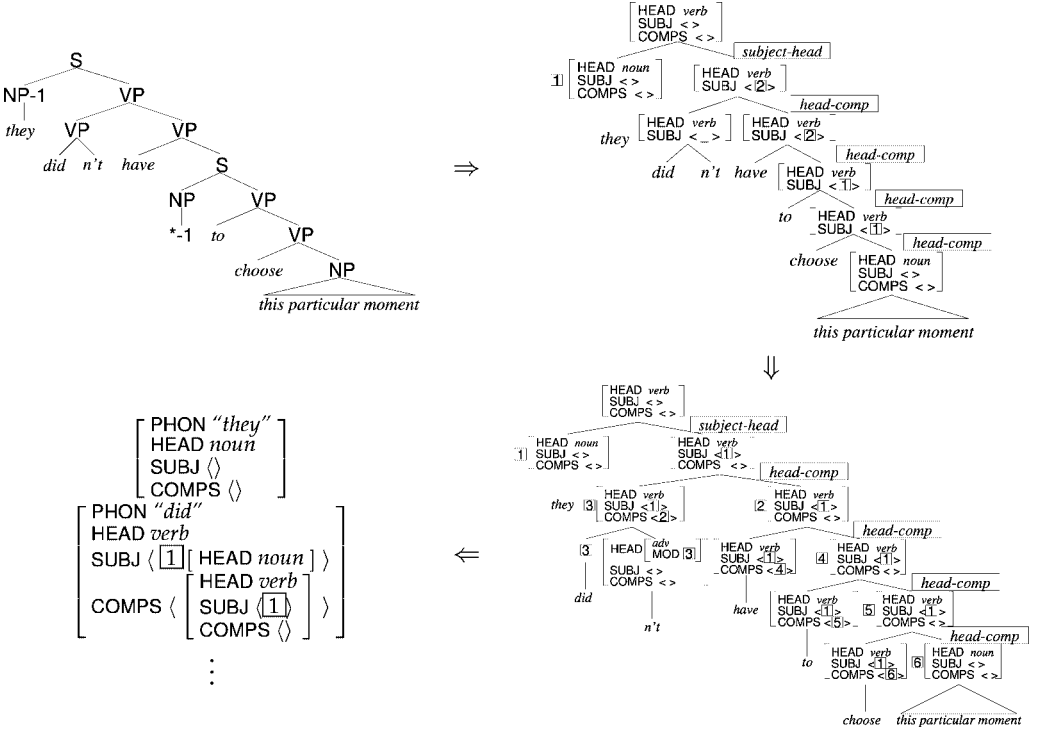 S
NP-1 VP
they VP VP
did n't have S
NP VP
*-1 to VP
choose NP
this particular moment
⇒
HEAD verb
SUBJ < >
COMPS < >
subject-head
1 HEAD noun
SUBJ < >
COMPS < >
HEAD verb
SUBJ <2>
head-comp
they
HEAD verb
SUBJ < _ >
HEAD verb
SUBJ <2>
did n't have
head-comp
HEAD verb
SUBJ <1>
head-comp
to
HEAD verb
SUBJ <1>
head-comp
choose
HEAD noun
SUBJ < >
COMPS < >
this particular moment
⇓
HEAD verb
SUBJ < >
COMPS < >
subject-head
1 HEAD noun
SUBJ < >
COMPS < >
HEAD verb
SUBJ <1>
COMPS < >
head-comp
they
3 HEAD verb
SUBJ <1>
COMPS <2>
2 HEAD verb
SUBJ <1>
COMPS < >
head-comp
3
did
HEAD adv
MOD 3
SUBJ < >
COMPS < >
n't
HEAD verb
SUBJ <1>
COMPS <4>
have
4 HEAD verb
SUBJ <1>
COMPS < >
head-comp
HEAD verb
SUBJ <1>
COMPS <5>
to
5 HEAD verb
SUBJ <1>
COMPS < >
head-comp
HEAD verb
SUBJ <1>
COMPS <6>
choose
6 HEAD noun
SUBJ < >
COMPS < >
this particular moment
⇐
PHON "they"
HEAD noun
SUBJ ⟨⟩
COMPS ⟨⟩
PHON "did"
HEAD verb
SUBJ ⟨ 1 [ HEAD noun ] ⟩
COMPS ⟨ [ HEAD verb
SUBJ ⟨1⟩
COMPS ⟨⟩ ] ⟩
⋮